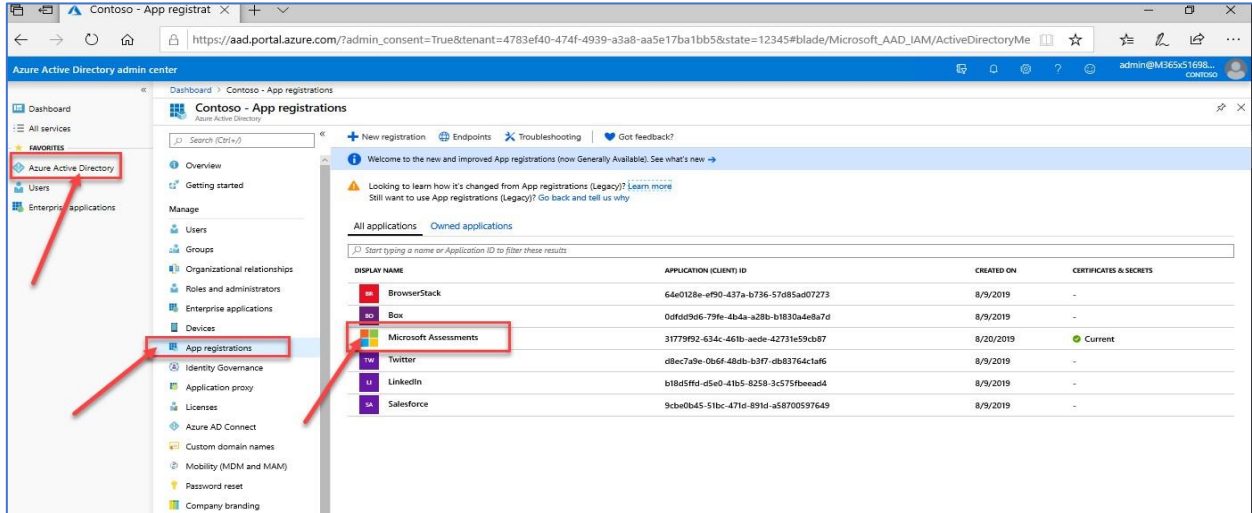 Contoso - App registrat
https://aad.portal.azure.com/?admin_consent=True&tenant=4783ef40-474f-4939-a3a8-aa5e17ba1bb5&state=12345#blade/Microsoft_AAD_IAM/ActiveDirectoryMe
Azure Active Directory admin center
admin@M365x51698...
CONTOSO
Dashboard
All services
FAVORITES
Azure Active Directory
Users
Enterprise applications
Dashboard > Contoso - App registrations
Contoso - App registrations
Azure Active Directory
Search (Ctrl+/)
Overview
Getting started
Manage
Users
Groups
Organizational relationships
Roles and administrators
Enterprise applications
Devices
App registrations
Identity Governance
Application proxy
Licenses
Azure AD Connect
Custom domain names
Mobility (MDM and MAM)
Password reset
Company branding
New registration Endpoints Troubleshooting Got feedback?
Welcome to the new and improved App registrations (now Generally Available). See what's new →
Looking to learn how it's changed from App registrations (Legacy)? Learn more
Still want to use App registrations (Legacy)? Go back and tell us why
All applications Owned applications
Start typing a name or Application ID to filter these results
DISPLAY NAME APPLICATION (CLIENT) ID CREATED ON CERTIFICATES & SECRETS
BR BrowserStack 64e0128e-ef90-437a-b736-57d85ad07273 8/9/2019 -
BO Box 0dfdd9d6-79fe-4b4a-a28b-b1830a4e8a7d 8/9/2019 -
Microsoft Assessments 31779f92-634c-461b-aede-42731e59cb87 8/20/2019 Current
TW Twitter d8ec7a9e-0b6f-48db-b3f7-db83764c1af6 8/9/2019 -
LI LinkedIn b18d5ffd-d5e0-41b5-8258-3c575fbeead4 8/9/2019 -
SA Salesforce 9cbe0b45-51bc-471d-891d-a58700597649 8/9/2019 -